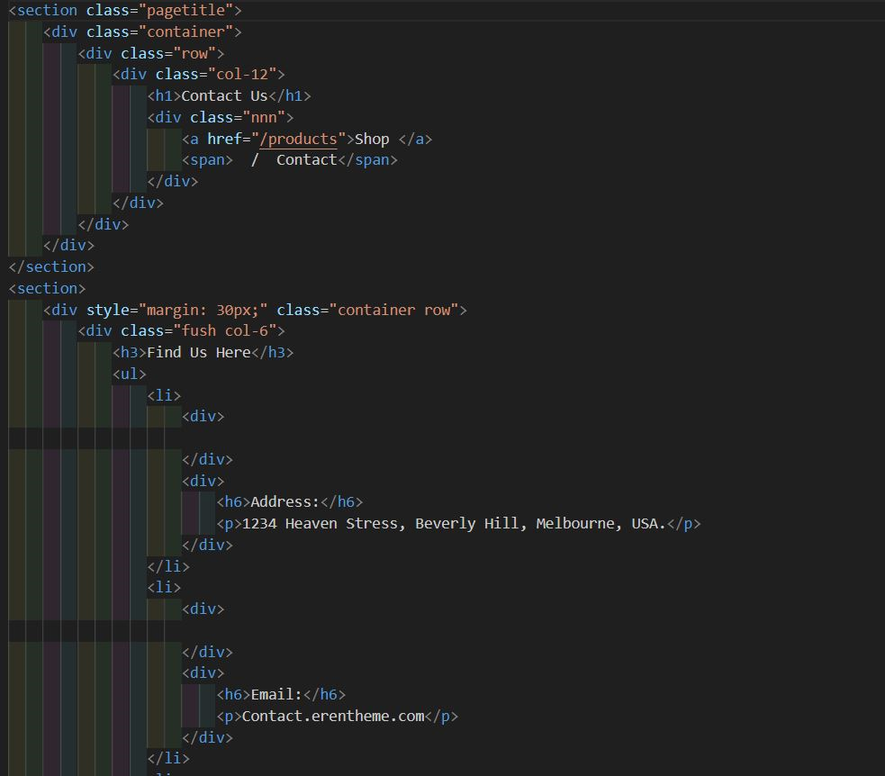 <section class="pagetitle">
<div class="container">
<div class="row">
<div class="col-12">
<h1>Contact Us</h1>
<div class="nnn">
<a href="/products">Shop </a>
<span>  /  Contact</span>
</div>
</div>
</div>
</div>
</section>
<section>
<div style="margin: 30px;" class="container row">
<div class="fush col-6">
<h3>Find Us Here</h3>
<ul>
<li>
<div>
</div>
<div>
<h6>Address:</h6>
<p>1234 Heaven Stress, Beverly Hill, Melbourne, USA.</p>
</div>
</li>
<li>
<div>
</div>
<div>
<h6>Email:</h6>
<p>Contact.erentheme.com</p>
</div>
</li>